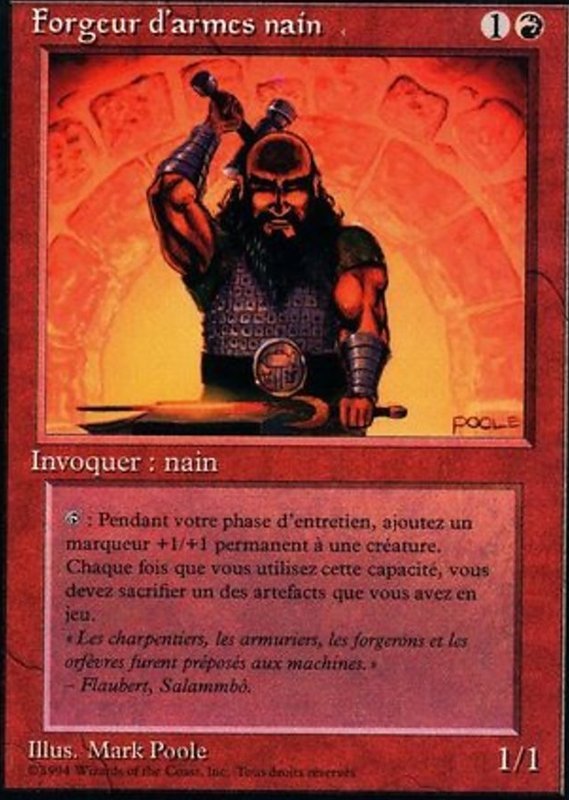 Forgeur d'armes nain
1
POOLE
Invoquer : nain
: Pendant votre phase d'entretien, ajoutez un
marqueur +1/+1 permanent à une créature.
Chaque fois que vous utilisez cette capacité, vous
devez sacrifier un des artefacts que vous avez en
jeu.
« Les charpentiers, les armuriers, les forgerons et les
orfèvres furent préposés aux machines. »
– Flaubert, Salammbô.
Illus. Mark Poole
1/1
©1994 Wizards of the Coast, Inc. Tous droits réservés